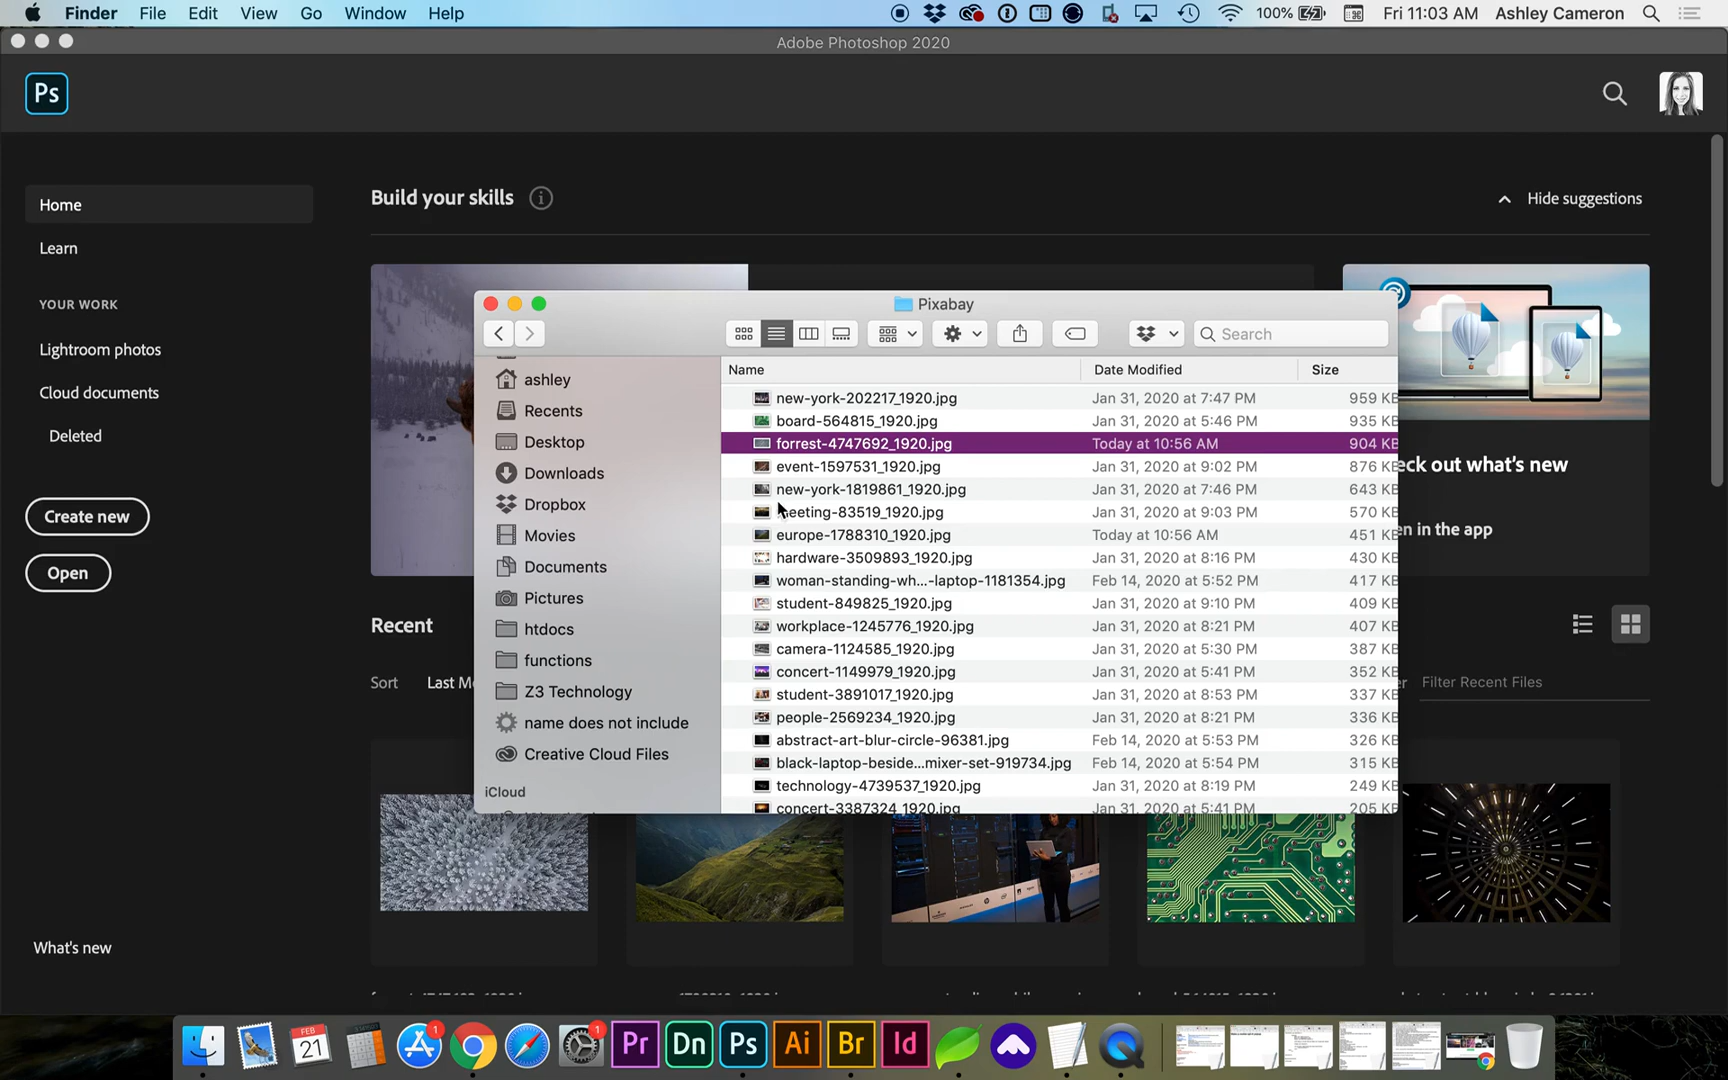 Finder File Edit View Go Window Help 100% Fri 11:03 AM Ashley Cameron
Adobe Photoshop 2020
Ps
Home
Learn
YOUR WORK
Lightroom photos
Cloud documents
Deleted
Create new
Open
What's new
Build your skills
Hide suggestions
eck out what's new
en in the app
Recent
Sort Last M
Filter Recent Files
Pixabay
Search
ashley
Recents
Desktop
Downloads
Dropbox
Movies
Documents
Pictures
htdocs
functions
Z3 Technology
name does not include
Creative Cloud Files
iCloud
Name Date Modified Size
new-york-202217_1920.jpg Jan 31, 2020 at 7:47 PM 959 KB
board-564815_1920.jpg Jan 31, 2020 at 5:46 PM 935 KB
forrest-4747692_1920.jpg Today at 10:56 AM 904 KB
event-1597531_1920.jpg Jan 31, 2020 at 9:02 PM 876 KB
new-york-1819861_1920.jpg Jan 31, 2020 at 7:46 PM 643 KB
meeting-83519_1920.jpg Jan 31, 2020 at 9:03 PM 570 KB
europe-1788310_1920.jpg Today at 10:56 AM 451 KB
hardware-3509893_1920.jpg Jan 31, 2020 at 8:16 PM 430 KB
woman-standing-wh...-laptop-1181354.jpg Feb 14, 2020 at 5:52 PM 417 KB
student-849825_1920.jpg Jan 31, 2020 at 9:10 PM 409 KB
workplace-1245776_1920.jpg Jan 31, 2020 at 8:21 PM 407 KB
camera-1124585_1920.jpg Jan 31, 2020 at 5:30 PM 387 KB
concert-1149979_1920.jpg Jan 31, 2020 at 5:41 PM 352 KB
student-3891017_1920.jpg Jan 31, 2020 at 8:53 PM 337 KB
people-2569234_1920.jpg Jan 31, 2020 at 8:21 PM 336 KB
abstract-art-blur-circle-96381.jpg Feb 14, 2020 at 5:53 PM 326 KB
black-laptop-beside...mixer-set-919734.jpg Feb 14, 2020 at 5:54 PM 315 KB
technology-4739537_1920.jpg Jan 31, 2020 at 8:19 PM 249 KB
concert-3387324_1920.jpg Jan 31, 2020 at 5:41 PM 205 KB
FEB 21 1 1 Pr Dn Ps Ai Br Id